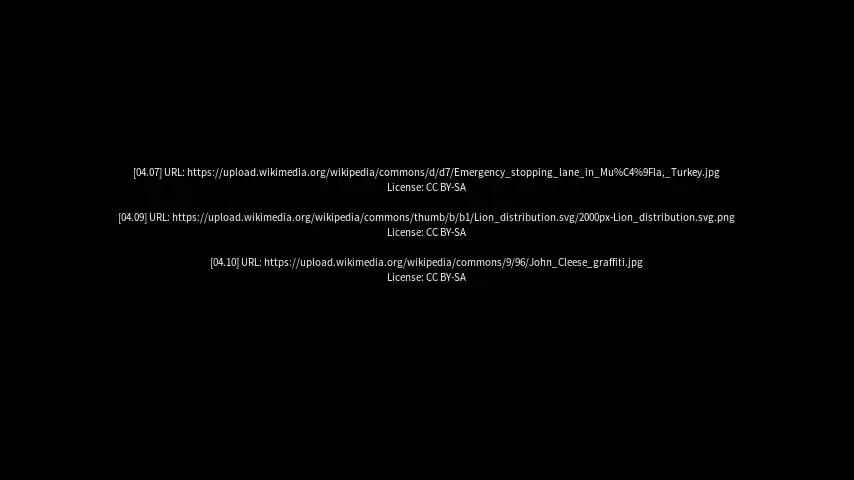 [04.07] URL: https://upload.wikimedia.org/wikipedia/commons/d/d7/Emergency_stopping_lane_in_Mu%C4%9Fla,_Turkey.jpg
License: CC BY-SA
[04.09] URL: https://upload.wikimedia.org/wikipedia/commons/thumb/b/b1/Lion_distribution.svg/2000px-Lion_distribution.svg.png
License: CC BY-SA
[04.10] URL: https://upload.wikimedia.org/wikipedia/commons/9/96/John_Cleese_graffiti.jpg
License: CC BY-SA